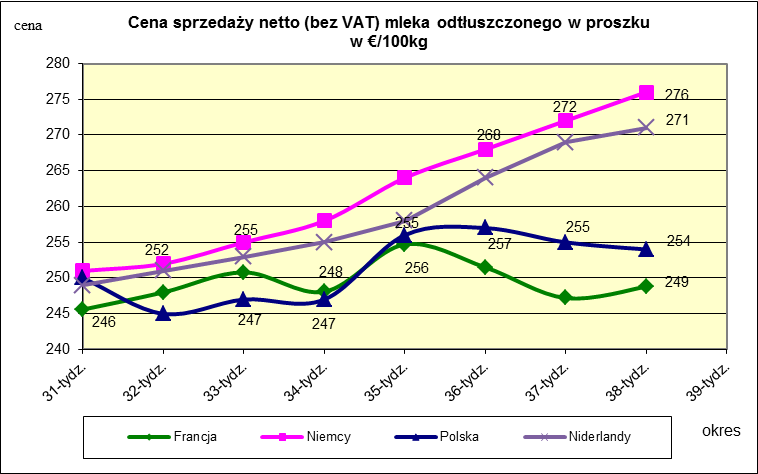 cena
Cena sprzedaży netto (bez VAT) mleka odtłuszczonego w proszku
w €/100kg
280
275
270
265
260
255
250
245
240
276
271
272
268
255
252
255
255
257
256
254
248
249
246
247
247
31-tydz.
32-tydz.
33-tydz.
34-tydz.
35-tydz.
36-tydz.
37-tydz.
38-tydz.
39-tydz.
okres
Francja
Niemcy
Polska
Niderlandy